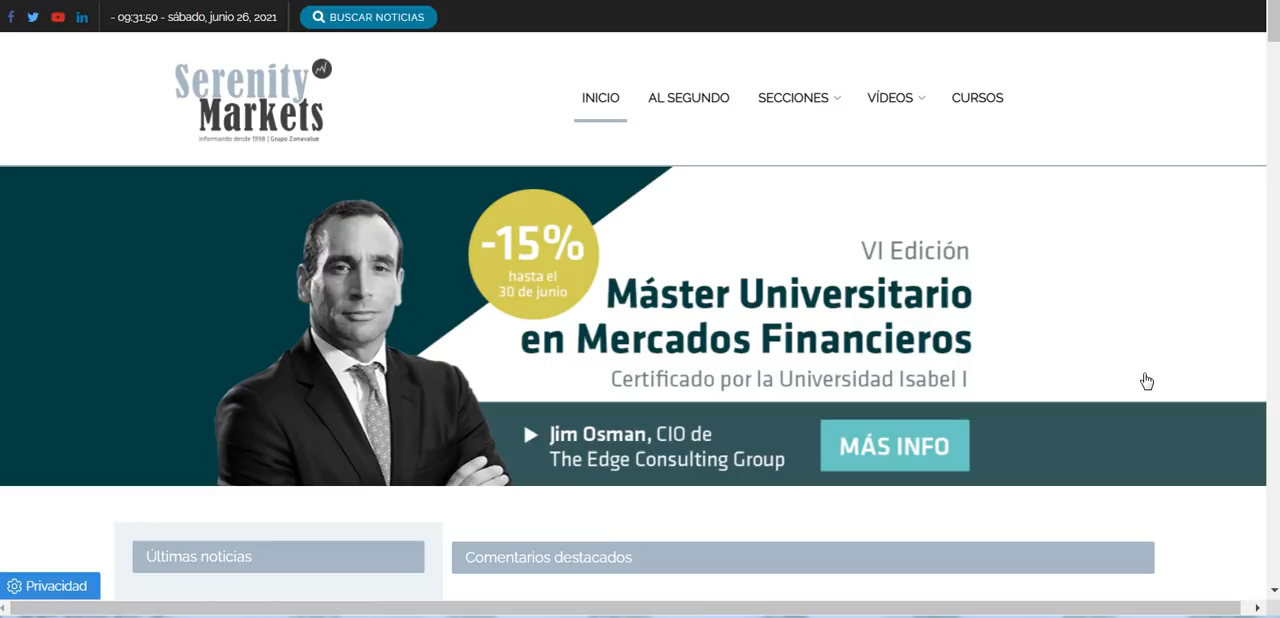 - 09:31:50 - sábado, junio 26, 2021
BUSCAR NOTICIAS
Serenity
Markets
informando desde 1998 | Grupo Zonavalue
INICIO
AL SEGUNDO
SECCIONES
VÍDEOS
CURSOS
-15%
hasta el
30 de junio
VI Edición
Máster Universitario
en Mercados Financieros
Certificado por la Universidad Isabel I
Jim Osman, CIO de
The Edge Consulting Group
MÁS INFO
Últimas noticias
Comentarios destacados
Privacidad